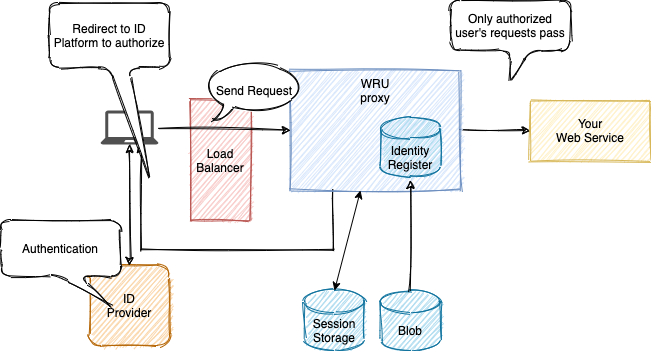 Redirect to ID
Platform to authorize
Only authorized
user's requests pass
Send Request
WRU
proxy
Identity
Register
Load
Balancer
Your
Web Service
Authentication
ID
Provider
Session
Storage
Blob